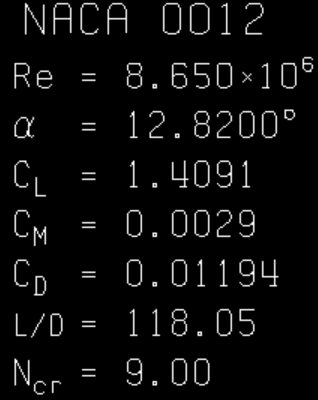 NACA 0012
Re = 8.650×10⁶
α = 12.8200°
C_L = 1.4091
C_M = 0.0029
C_D = 0.01194
L/D = 118.05
N_cr = 9.00